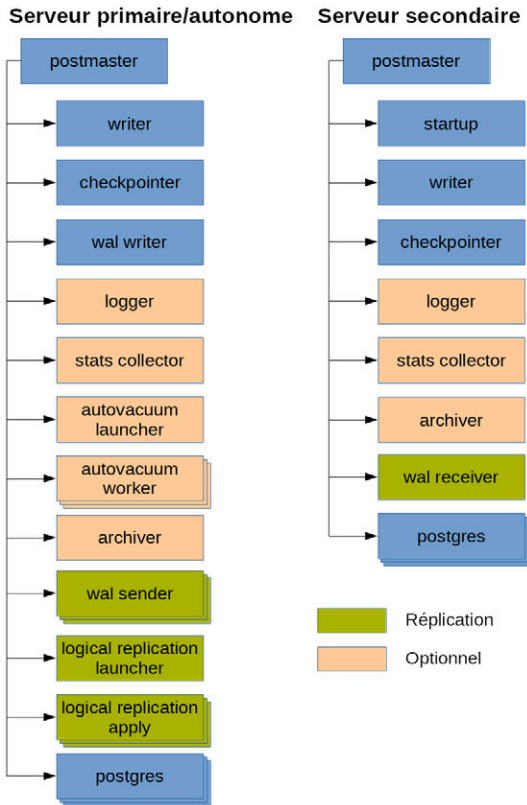 Serveur primaire/autonome
postmaster
writer
checkpointer
wal writer
logger
stats collector
autovacuum
launcher
autovacuum
worker
archiver
wal sender
logical replication
launcher
logical replication
apply
postgres
Serveur secondaire
postmaster
startup
writer
checkpointer
logger
stats collector
archiver
wal receiver
postgres
Réplication
Optionnel